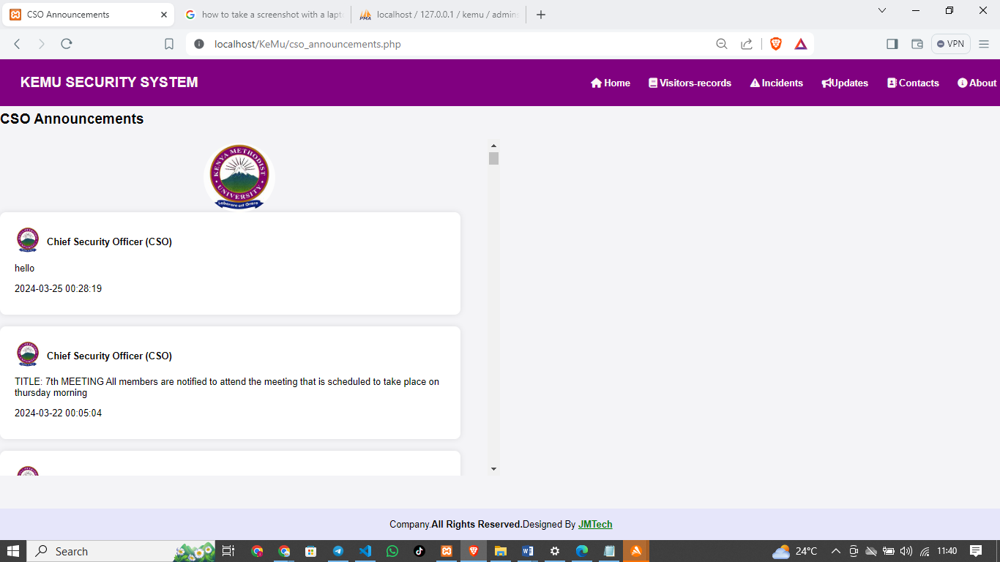 CSO Announcements
how to take a screenshot with a lapt
localhost / 127.0.0.1 / kemu / admins
localhost/KeMu/cso_announcements.php
VPN
KEMU SECURITY SYSTEM
Home
Visitors-records
Incidents
Updates
Contacts
About
CSO Announcements
KENYA METHODIST
UNIVERSITY
Laborare est Orare
Chief Security Officer (CSO)
hello
2024-03-25 00:28:19
Chief Security Officer (CSO)
TITLE: 7th MEETING All members are notified to attend the meeting that is scheduled to take place on
thursday morning
2024-03-22 00:05:04
Company.All Rights Reserved.Designed By JMTech
Search
24°C
11:40